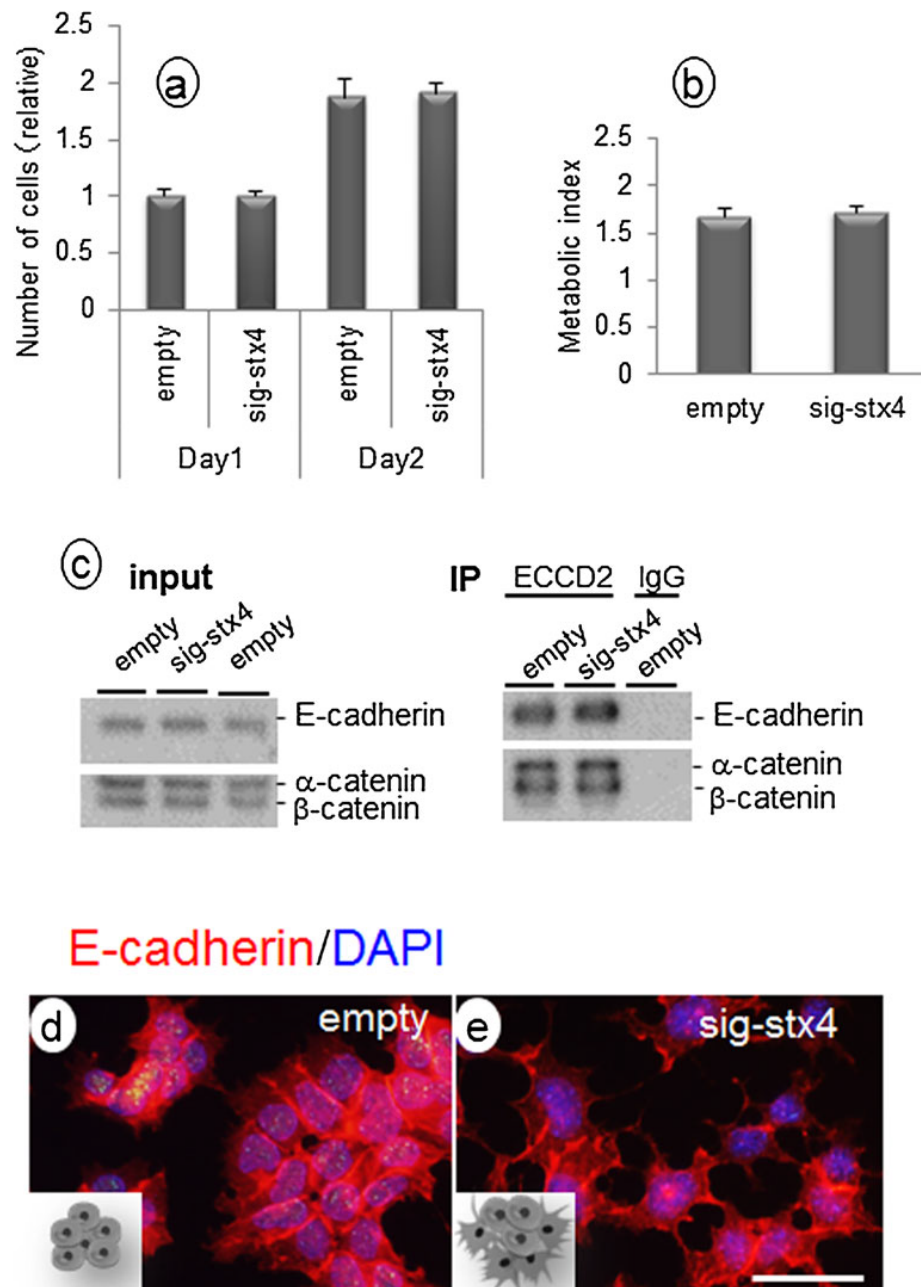 a
Number of cells (relative)
2.5
2
1.5
1
0.5
0
empty
sig-stx4
empty
sig-stx4
Day1
Day2
b
Metabolic index
2.5
2
1.5
1
0.5
0
empty
sig-stx4
c
input
empty
sig-stx4
empty
- E-cadherin
- α-catenin
- β-catenin
IP
ECCD2
IgG
empty
sig-stx4
empty
- E-cadherin
- α-catenin
- β-catenin
E-cadherin/DAPI
d
empty
e
sig-stx4